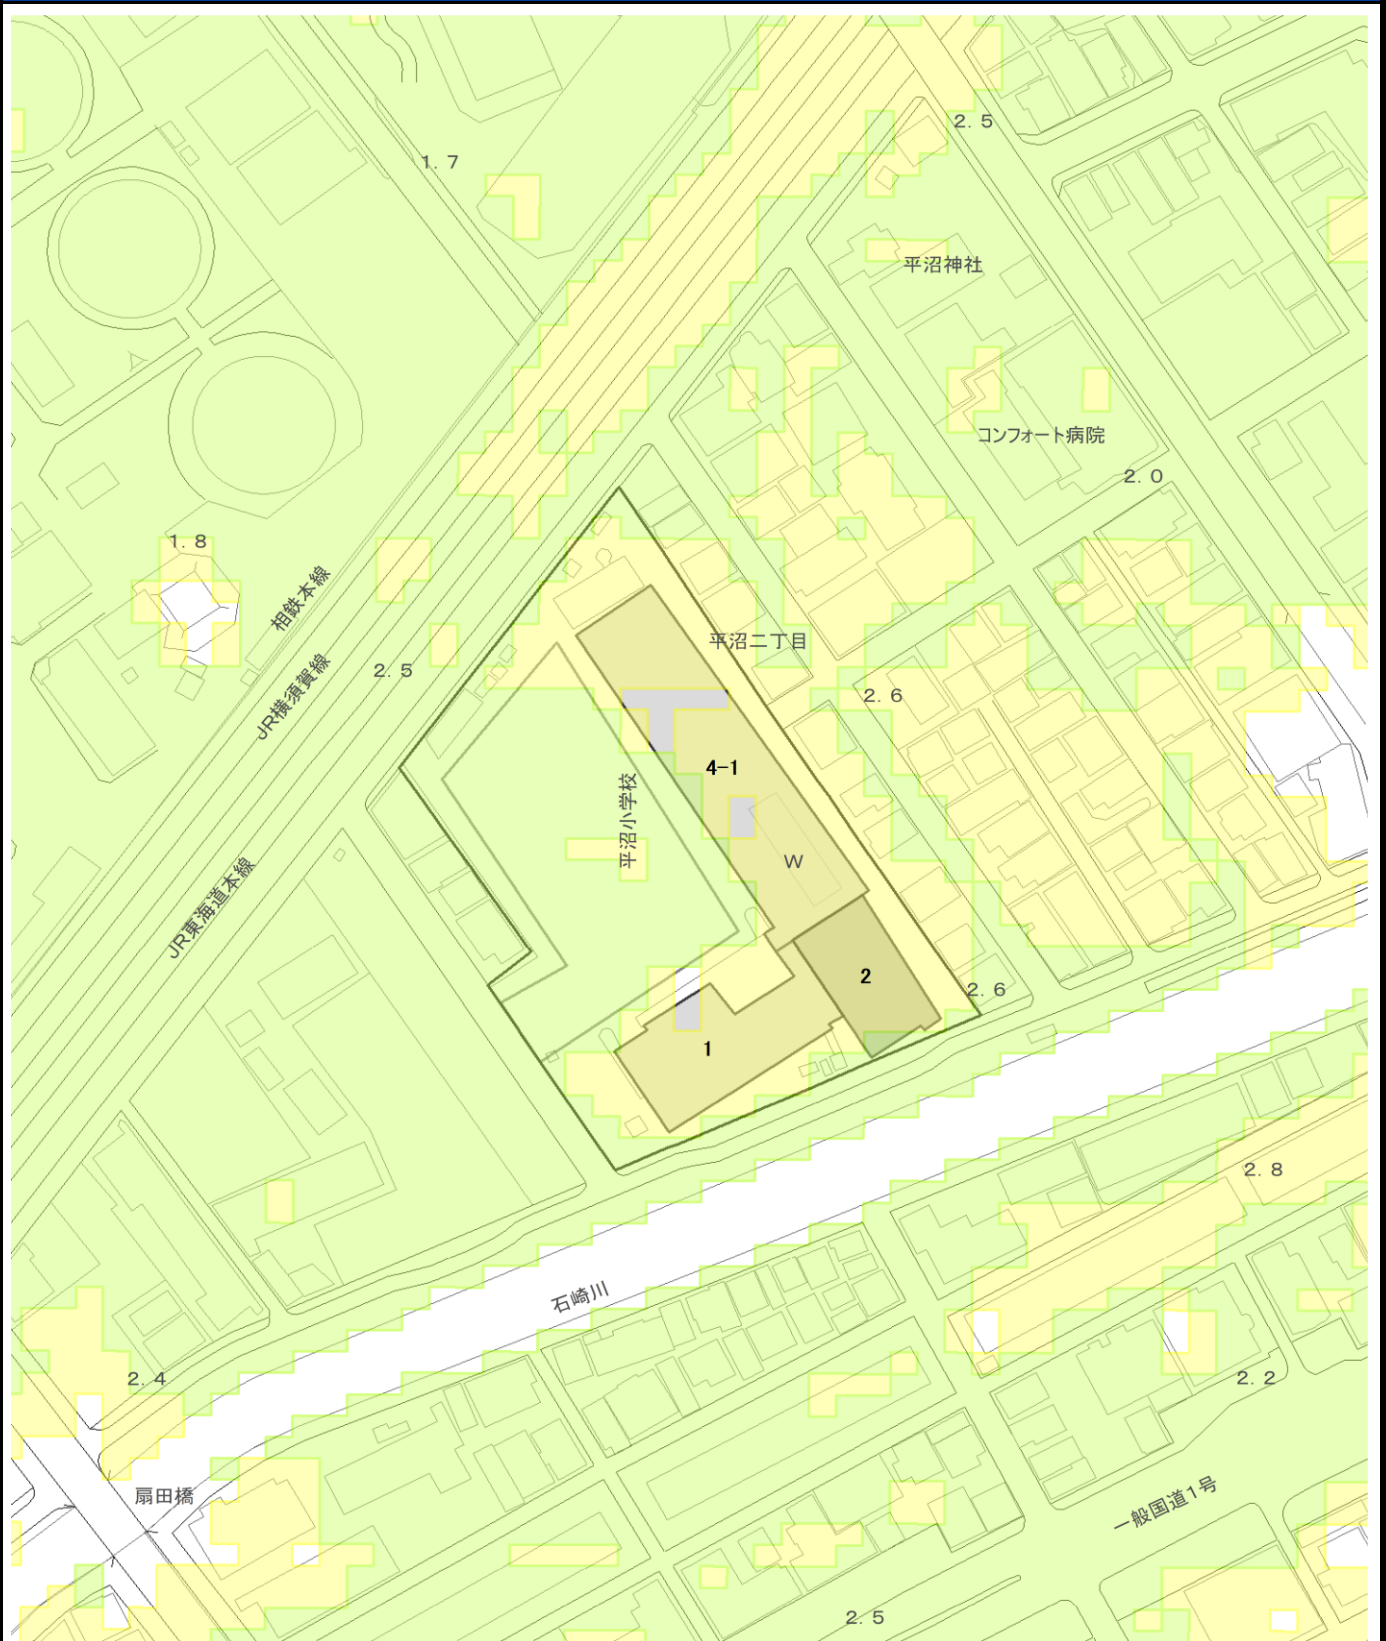 2. 5
1. 7
平沼神社
コンフォート病院
2. 0
1. 8
相鉄本線
平沼二丁目
2. 5
JR横須賀線
2. 6
4-1
平沼小学校
W
JR東海道本線
2
2. 6
1
2. 8
石崎川
2. 4
2. 2
扇田橋
一般国道1号
2. 5